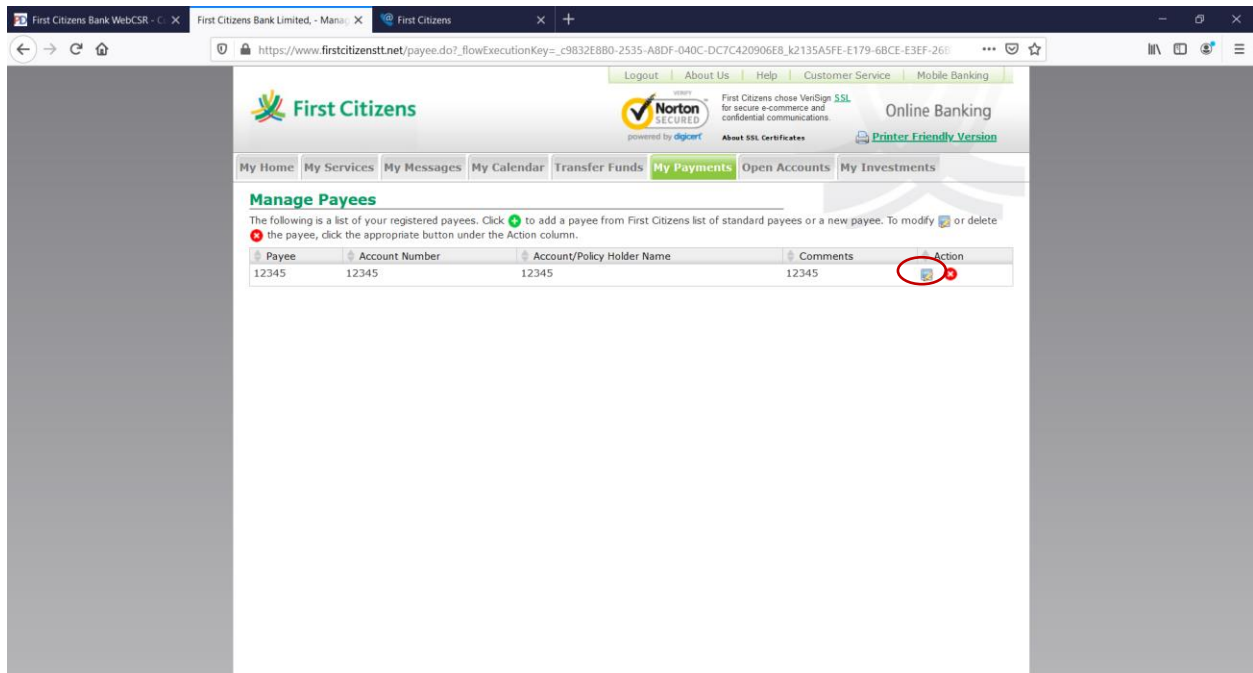 First Citizens Bank WebCSR - C
First Citizens Bank Limited, - Manag
First Citizens
https://www.firstcitizenstt.net/payee.do?_flowExecutionKey=_c9832E8B0-2535-A8DF-040C-DC7C420906E8_k2135A5FE-E179-6BCE-E3EF-26B
Logout | About Us | Help | Customer Service | Mobile Banking
First Citizens
VERIFY
Norton
SECURED
powered by digicert
First Citizens chose VeriSign SSL
for secure e-commerce and
confidential communications.
About SSL Certificates
Online Banking
Printer Friendly Version
My Home My Services My Messages My Calendar Transfer Funds My Payments Open Accounts My Investments
Manage Payees
The following is a list of your registered payees. Click to add a payee from First Citizens list of standard payees or a new payee. To modify or delete
the payee, click the appropriate button under the Action column.
Payee Account Number Account/Policy Holder Name Comments Action
12345 12345 12345 12345